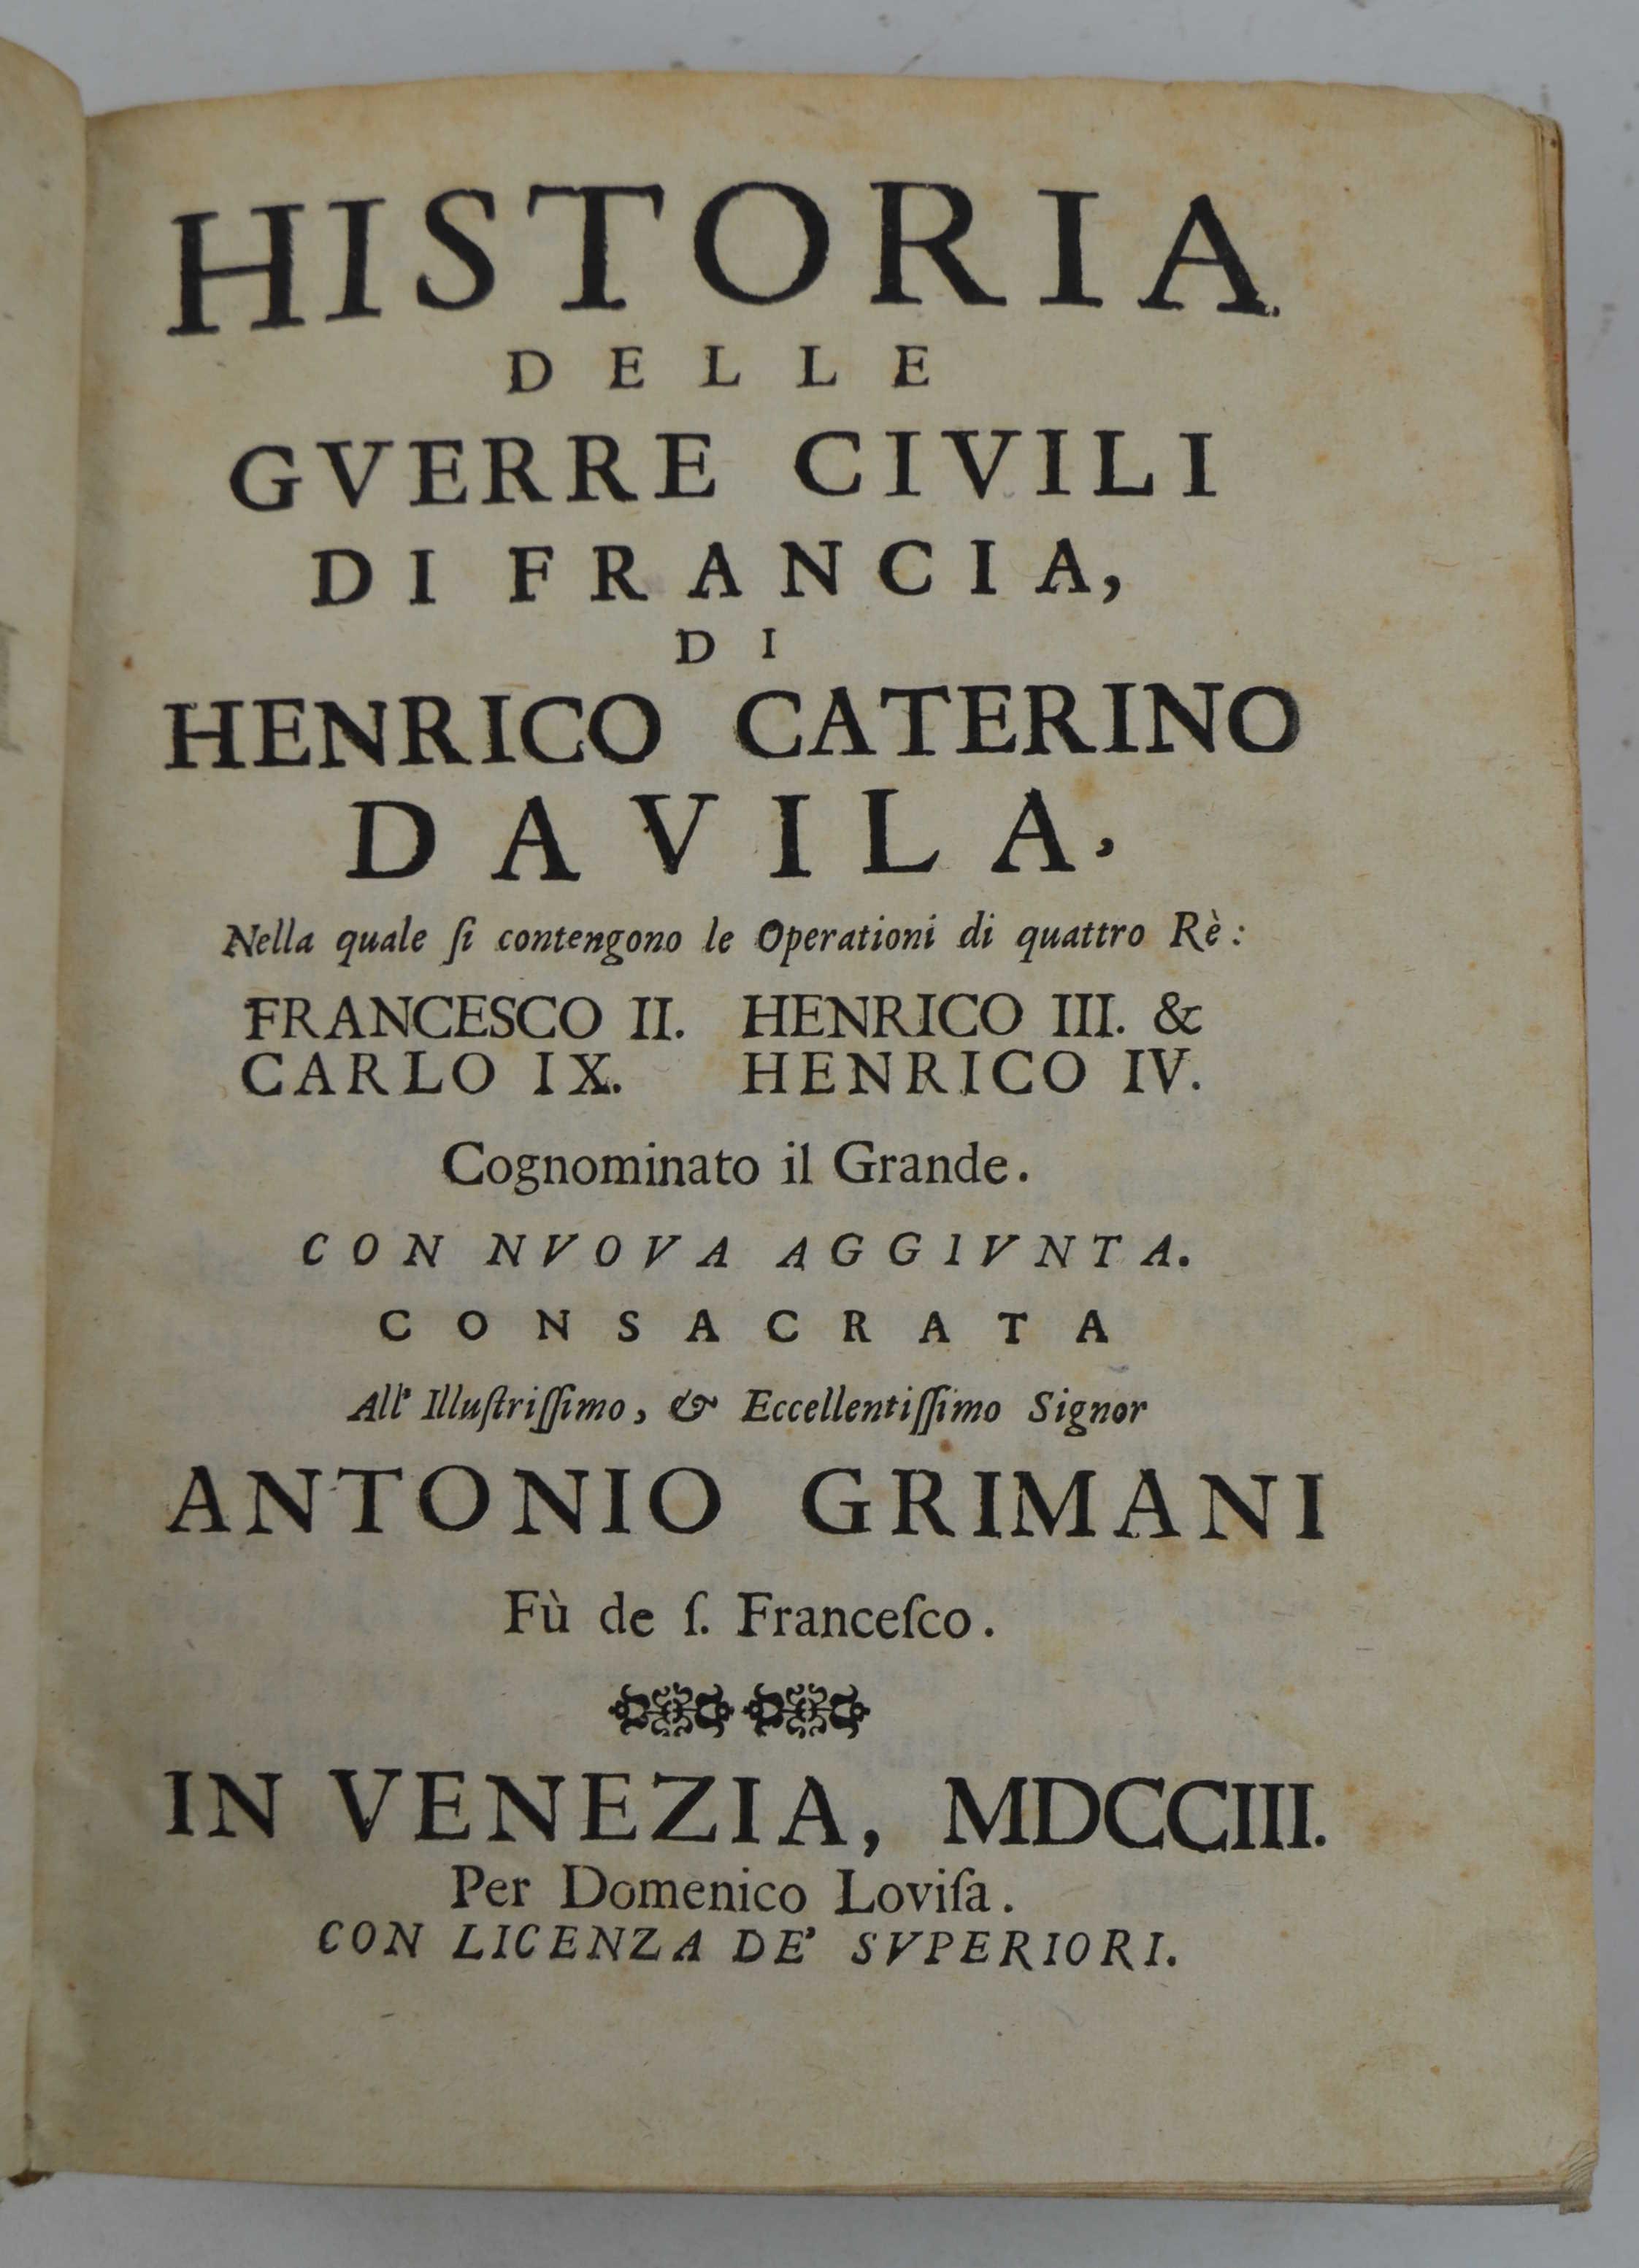 HISTORIA
DELLE
GVERRE CIVILI
DI FRANCIA,
DI
HENRICO CATERINO
DAVILA,
Nella quale ſi contengono le Operationi di quattro Rè:
FRANCESCO II. HENRICO III. &
CARLO IX. HENRICO IV.
Cognominato il Grande.
CON NVOVA AGGIVNTA.
CONSACRATA
All' Illuſtriſſimo, & Eccellentiſſimo Signor
ANTONIO GRIMANI
Fù de ſ. Franceſco.
IN VENEZIA, MDCCIII.
Per Domenico Loviſa.
CON LICENZA DE' SVPERIORI.